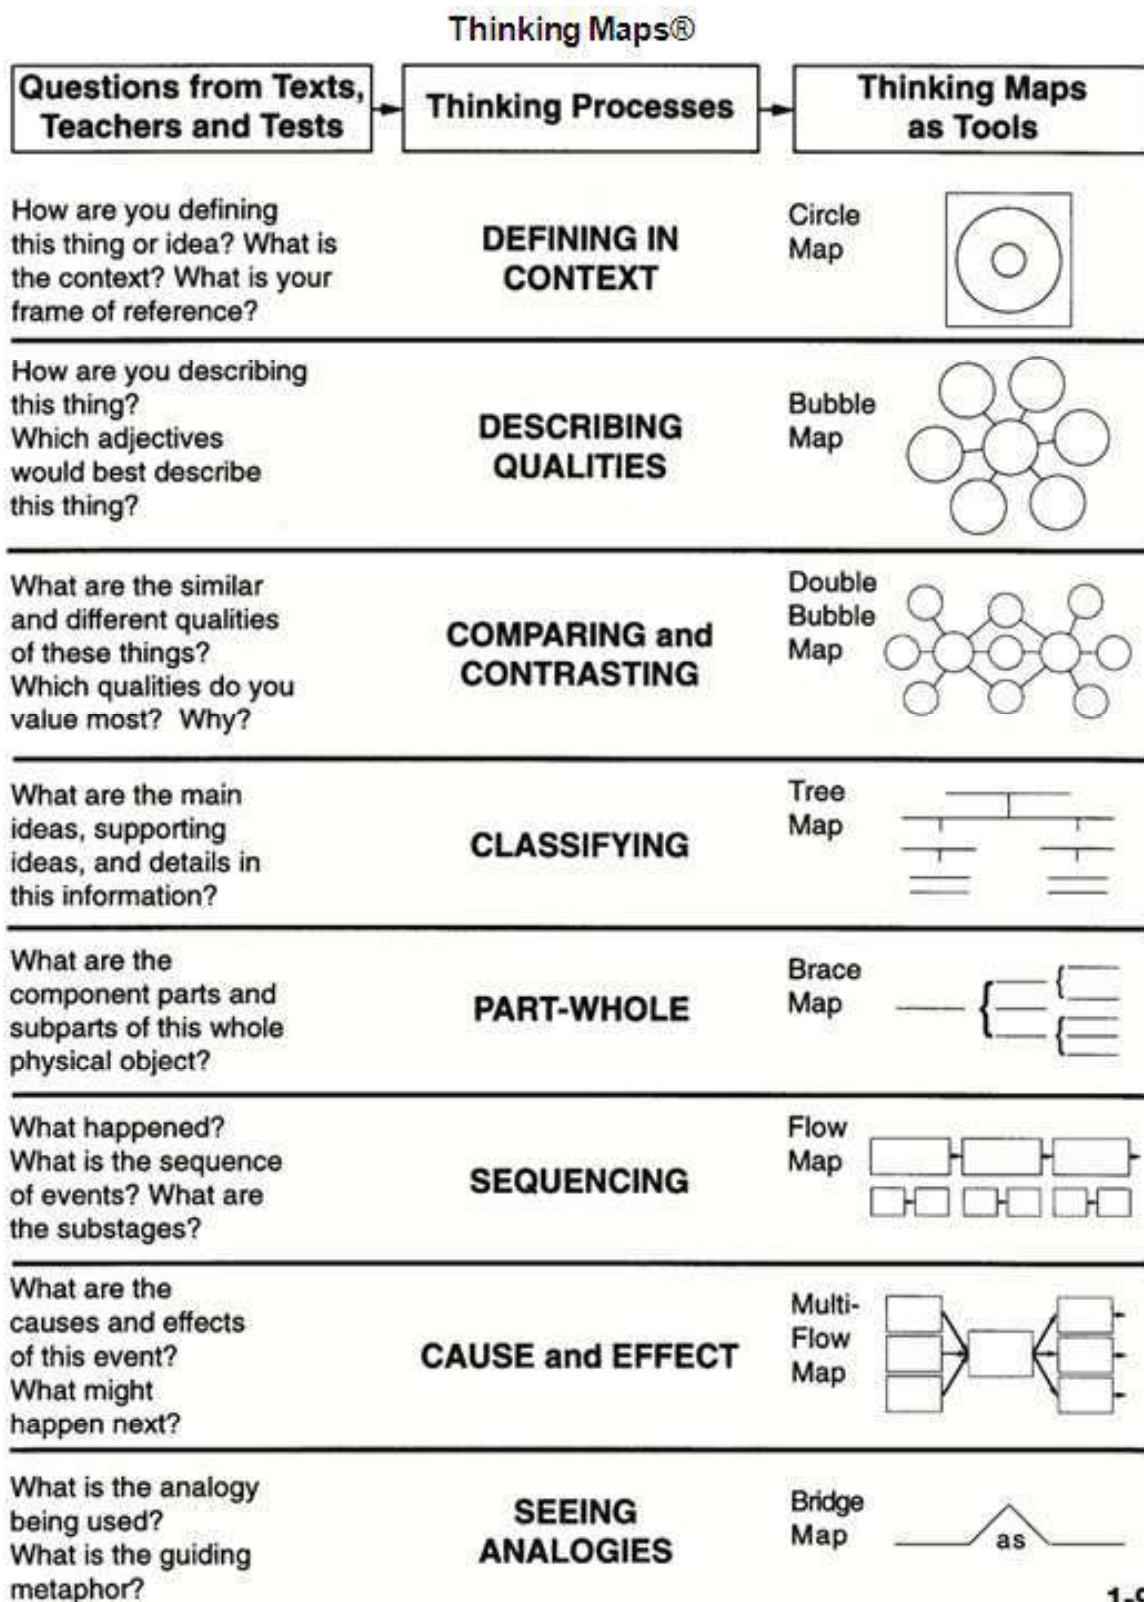 Thinking Maps®
Questions from Texts,
Teachers and Tests
Thinking Processes
Thinking Maps
as Tools
How are you defining
this thing or idea? What is
the context? What is your
frame of reference?
DEFINING IN
CONTEXT
Circle
Map
How are you describing
this thing?
Which adjectives
would best describe
this thing?
DESCRIBING
QUALITIES
Bubble
Map
What are the similar
and different qualities
of these things?
Which qualities do you
value most? Why?
COMPARING and
CONTRASTING
Double
Bubble
Map
What are the main
ideas, supporting
ideas, and details in
this information?
CLASSIFYING
Tree
Map
What are the
component parts and
subparts of this whole
physical object?
PART-WHOLE
Brace
Map
What happened?
What is the sequence
of events? What are
the substages?
SEQUENCING
Flow
Map
What are the
causes and effects
of this event?
What might
happen next?
CAUSE and EFFECT
Multi-
Flow
Map
What is the analogy
being used?
What is the guiding
metaphor?
SEEING
ANALOGIES
Bridge
Map
as
1-9